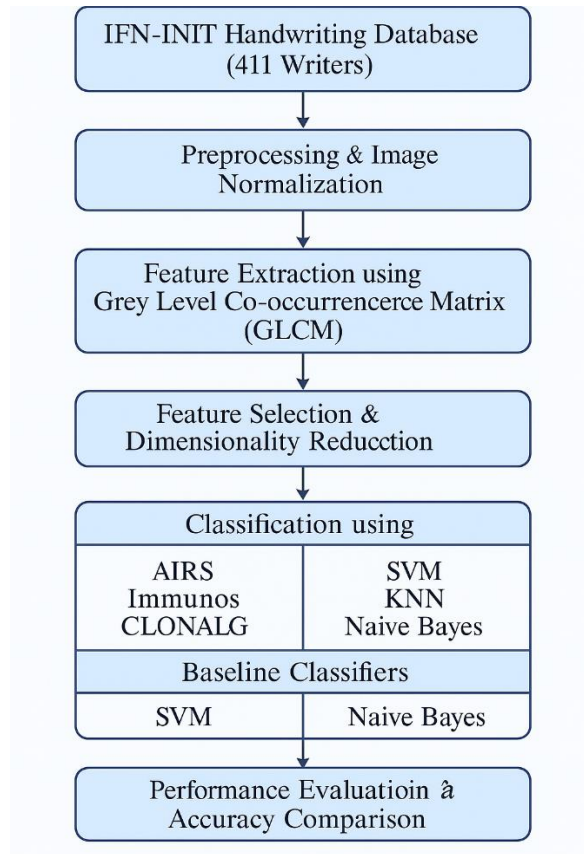 IFN-INIT Handwriting Database
(411 Writers)
Preprocessing & Image
Normalization
Feature Extraction using
Grey Level Co-occurrencerce Matrix
(GLCM)
Feature Selection &
Dimensionality Reducction
Classification using
AIRS
Immunos
CLONALG
SVM
KNN
Naive Bayes
Baseline Classifiers
SVM
Naive Bayes
Performance Evaluatioin â
Accuracy Comparison